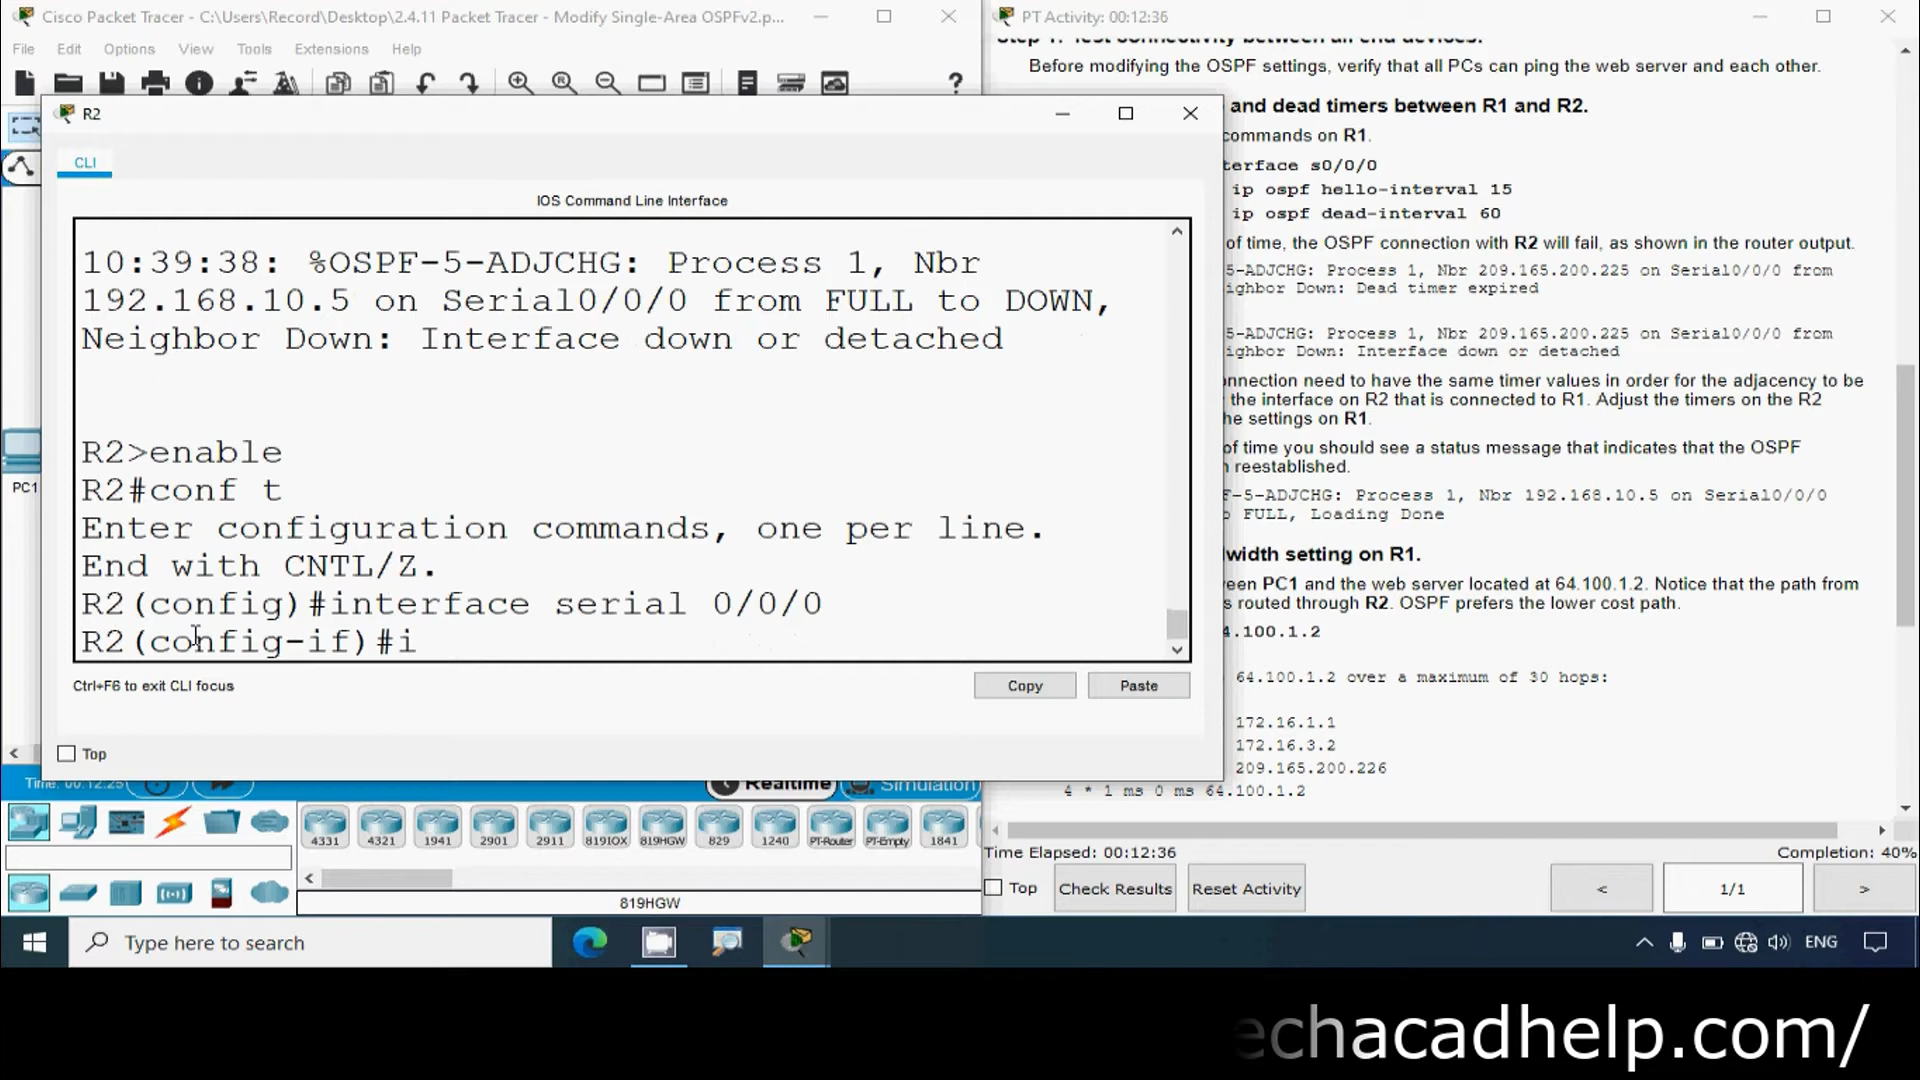 Cisco Packet Tracer - C:\Users\Record\Desktop\2.4.11 Packet Tracer - Modify Single-Area OSPFv2.p...
File Edit Options View Tools Extensions Help
?
R2
CLI
IOS Command Line Interface
10:39:38: %OSPF-5-ADJCHG: Process 1, Nbr
192.168.10.5 on Serial0/0/0 from FULL to DOWN,
Neighbor Down: Interface down or detached
R2>enable
R2#conf t
Enter configuration commands, one per line.
End with CNTL/Z.
R2(config)#interface serial 0/0/0
R2(config-if)#i
Ctrl+F6 to exit CLI focus
Copy
Paste
Top
PC1
Time: 00:12:25
Realtime
Simulation
4331 4321 1941 2901 2911 819IOX 819HGW 829 1240 PT-Router PT-Empty 1841
819HGW
PT Activity: 00:12:36
Step 1: Test connectivity between all end devices.
Before modifying the OSPF settings, verify that all PCs can ping the web server and each other.
and dead timers between R1 and R2.
commands on R1.
terface s0/0/0
ip ospf hello-interval 15
ip ospf dead-interval 60
of time, the OSPF connection with R2 will fail, as shown in the router output.
5-ADJCHG: Process 1, Nbr 209.165.200.225 on Serial0/0/0 from
ighbor Down: Dead timer expired
5-ADJCHG: Process 1, Nbr 209.165.200.225 on Serial0/0/0 from
ighbor Down: Interface down or detached
nnection need to have the same timer values in order for the adjacency to be
the interface on R2 that is connected to R1. Adjust the timers on the R2
he settings on R1.
of time you should see a status message that indicates that the OSPF
n reestablished.
F-5-ADJCHG: Process 1, Nbr 192.168.10.5 on Serial0/0/0
o FULL, Loading Done
dwidth setting on R1.
een PC1 and the web server located at 64.100.1.2. Notice that the path from
s routed through R2. OSPF prefers the lower cost path.
4.100.1.2
64.100.1.2 over a maximum of 30 hops:
172.16.1.1
172.16.3.2
209.165.200.226
4 * 1 ms 0 ms 64.100.1.2
Time Elapsed: 00:12:36
Completion: 40%
Top
Check Results
Reset Activity
<
1/1
>
Type here to search
ENG
echacadhelp.com/